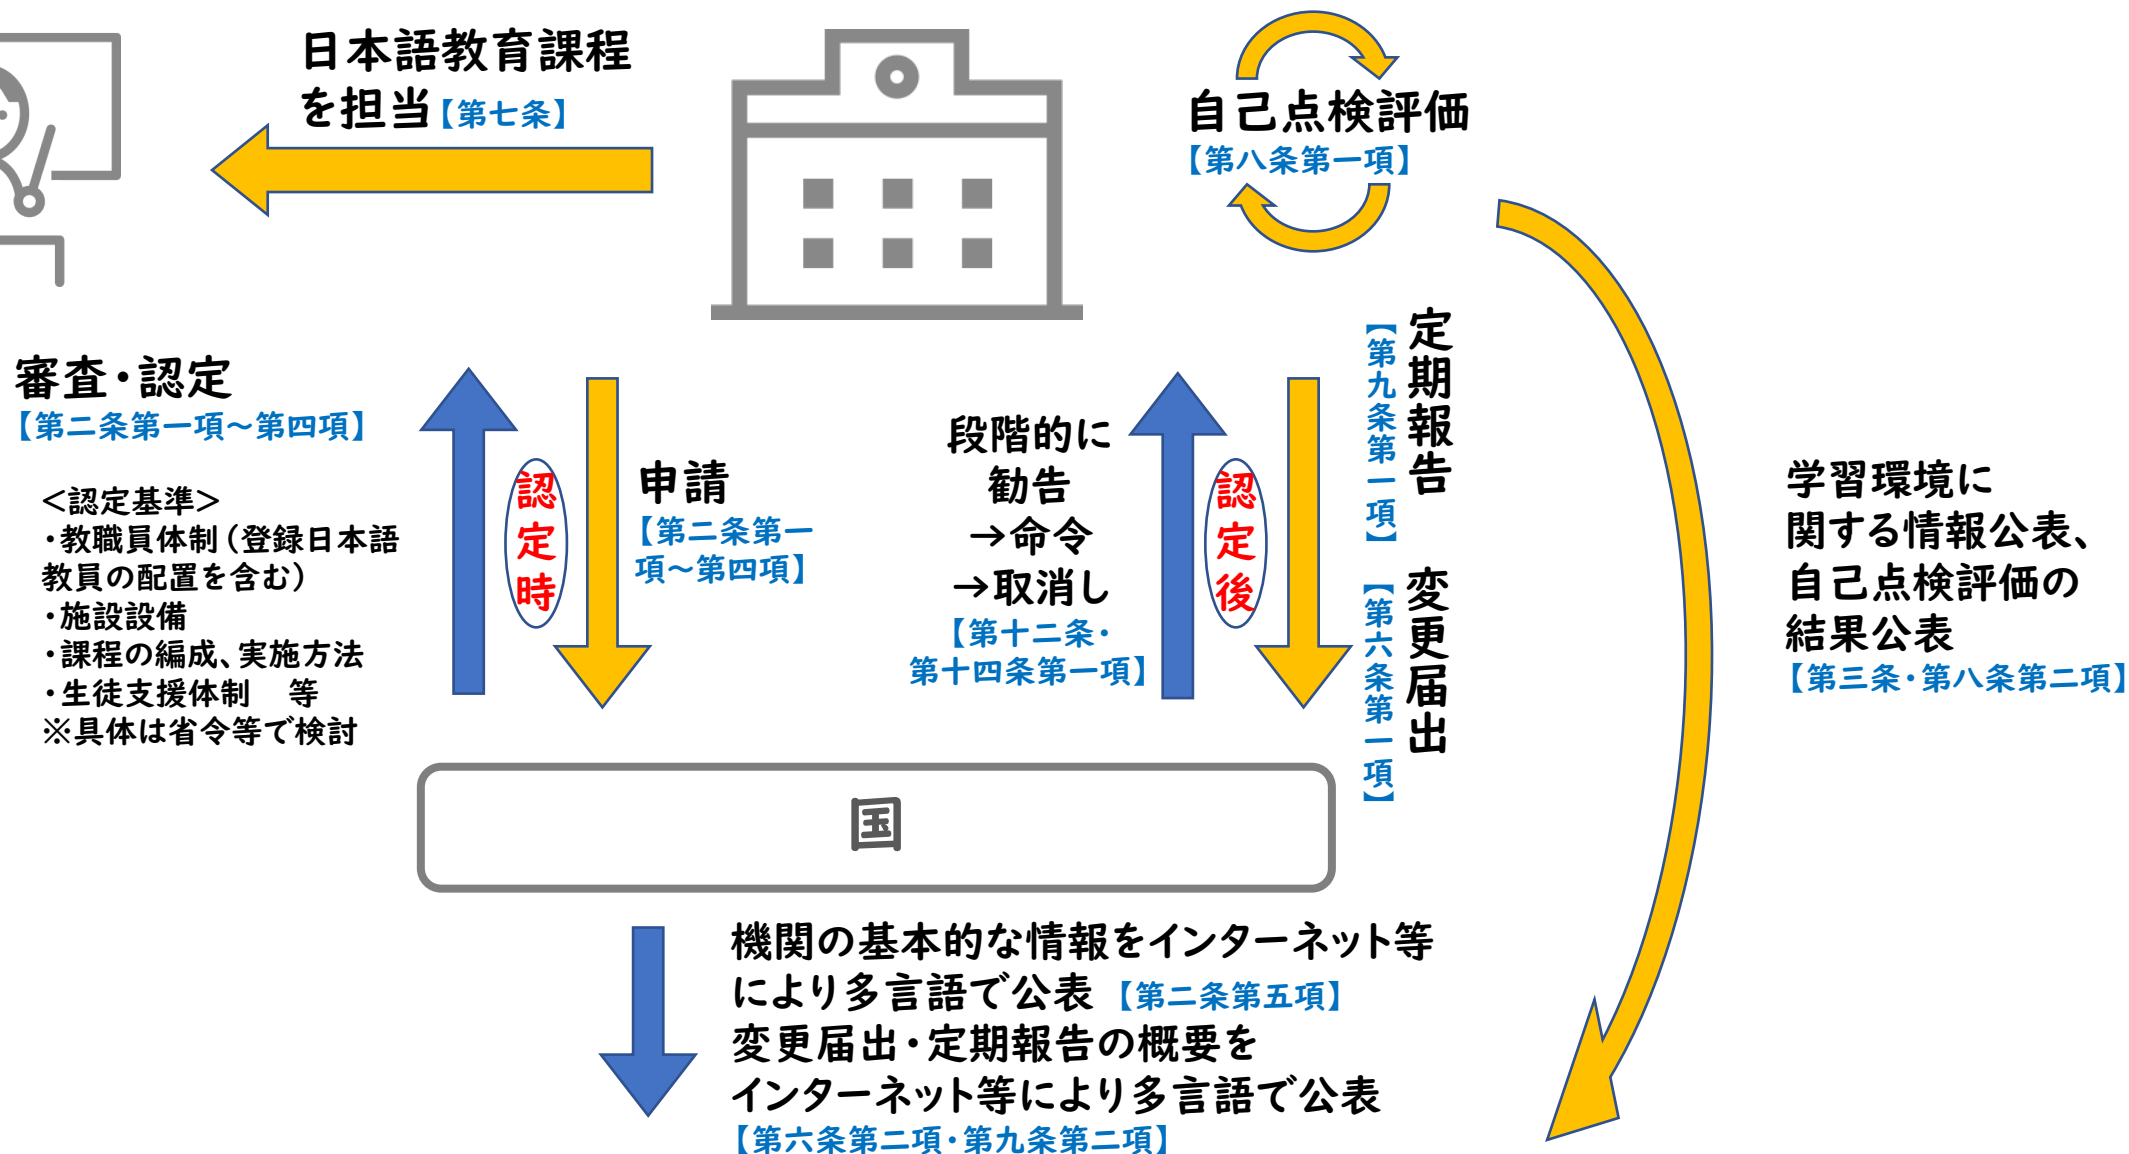 日本語教育課程
を担当【第七条】
自己点検評価
【第八条第一項】
審査・認定
【第二条第一項～第四項】
＜認定基準＞
・教職員体制（登録日本語
教員の配置を含む）
・施設設備
・課程の編成、実施方法
・生徒支援体制　等
※具体は省令等で検討
認定時
申請
【第二条第一
項～第四項】
段階的に
勧告
→命令
→取消し
【第十二条・
第十四条第一項】
認定後
定期報告
【第九条第一項】
変更届出
【第六条第一項】
学習環境に
関する情報公表、
自己点検評価の
結果公表
【第三条・第八条第二項】
国
機関の基本的な情報をインターネット等
により多言語で公表 【第二条第五項】
変更届出・定期報告の概要を
インターネット等により多言語で公表
【第六条第二項・第九条第二項】